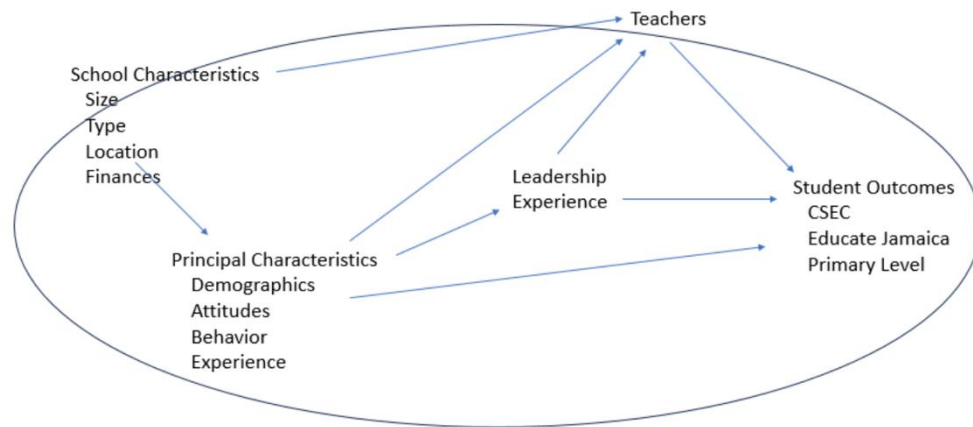 Teachers
School Characteristics
Size
Type
Location
Finances
Leadership
Experience
Student Outcomes
CSEC
Educate Jamaica
Primary Level
Principal Characteristics
Demographics
Attitudes
Behavior
Experience